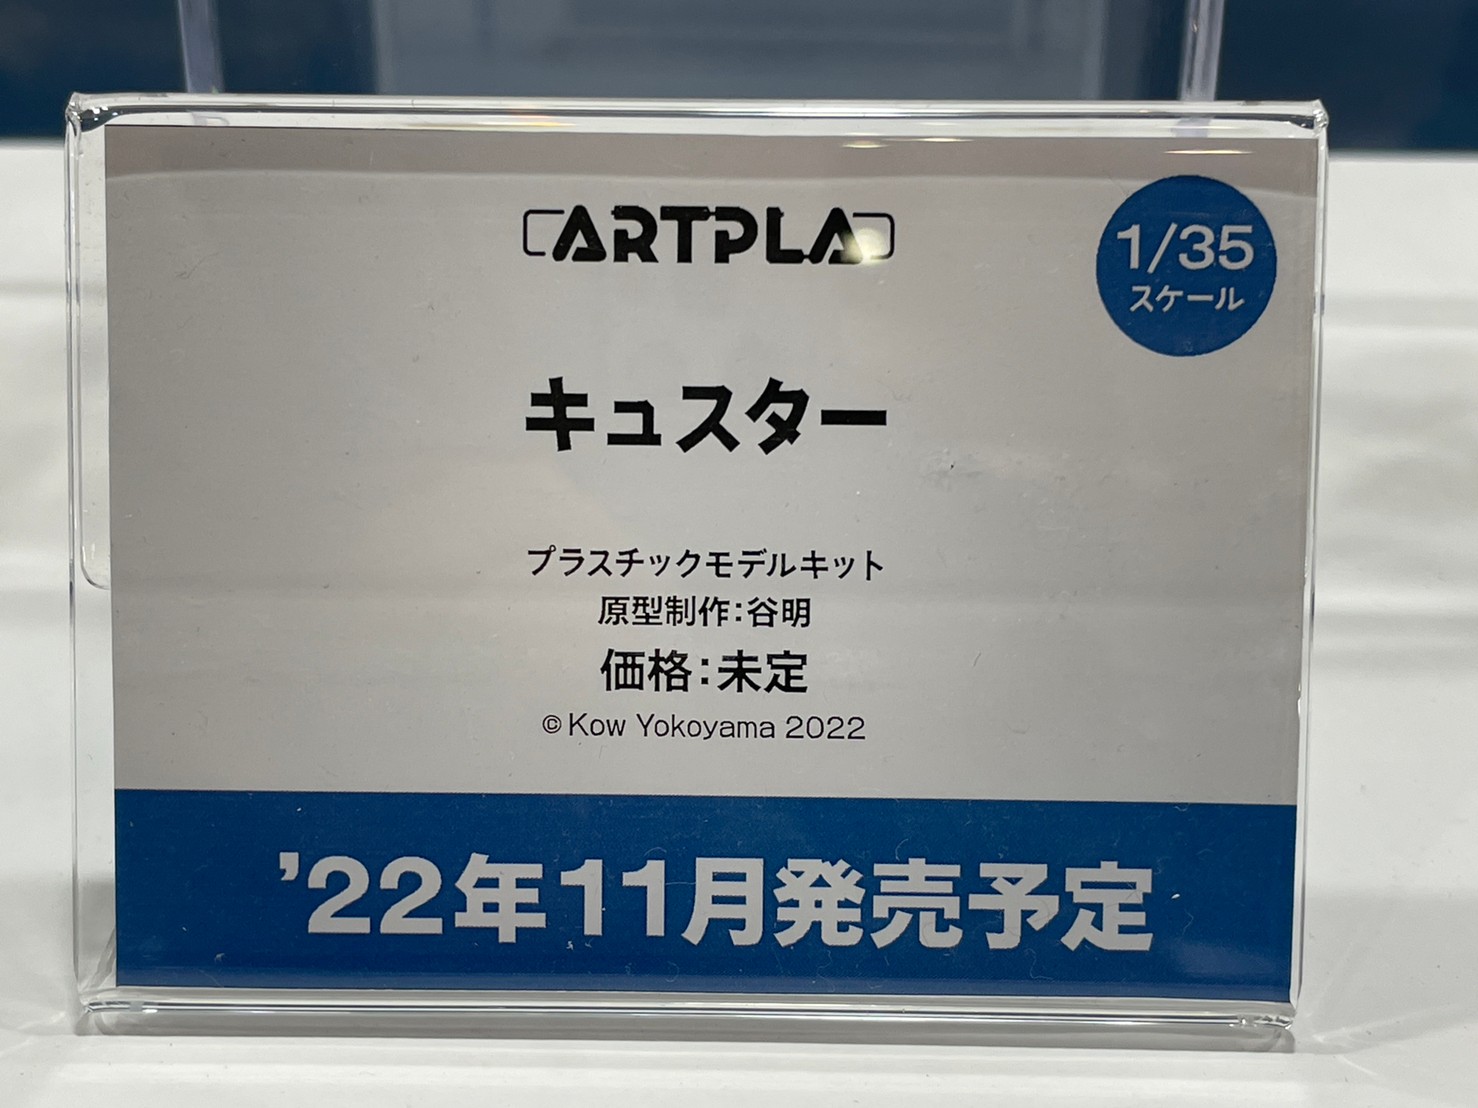 ARTPLA
1/35
スケール
キュスター
プラスチックモデルキット
原型制作:谷明
価格:未定
© Kow Yokoyama 2022
'22年11月発売予定